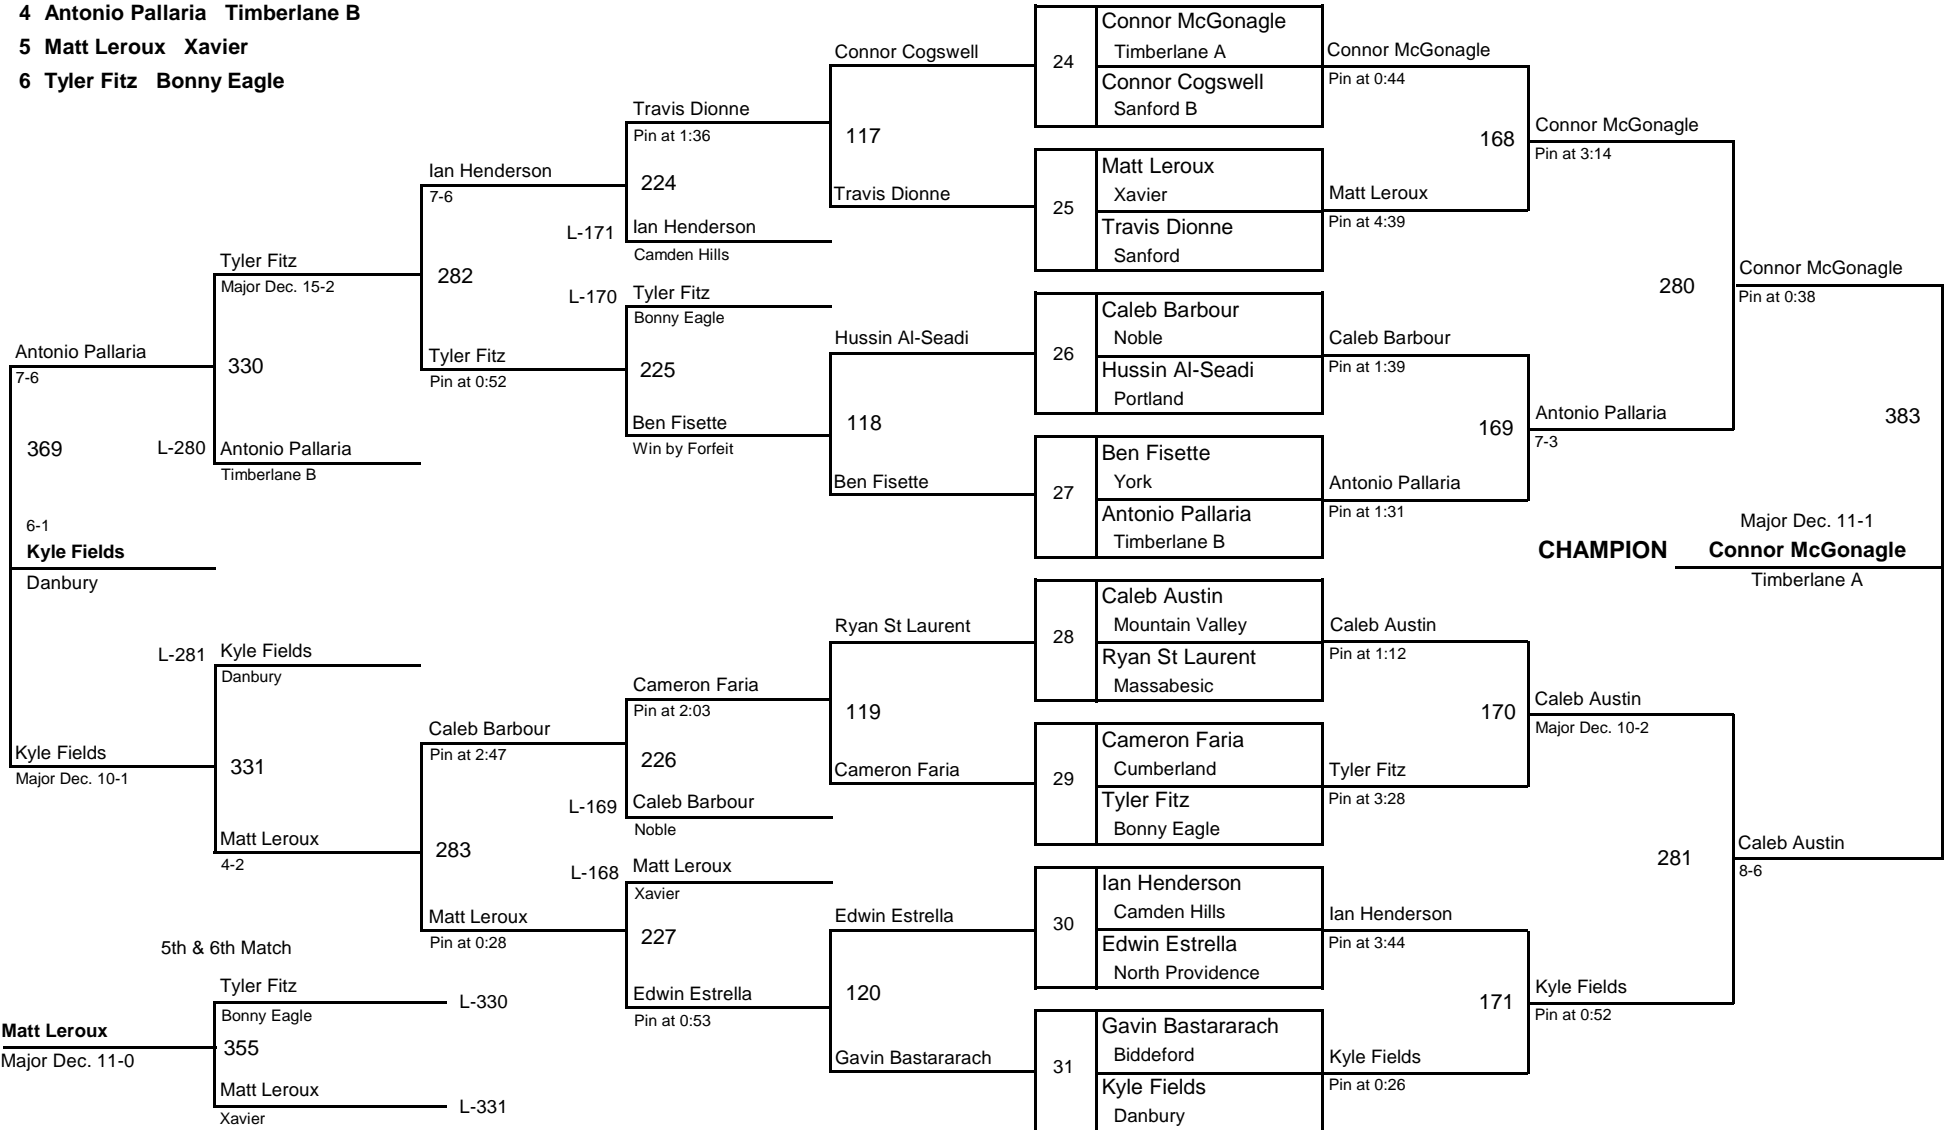 4 Antonio Pallaria Timberlane B
5 Matt Leroux Xavier
6 Tyler Fitz Bonny Eagle
Antonio Pallaria
7-6
369
6-1
Kyle Fields
Danbury
Kyle Fields
Major Dec. 10-1
5th & 6th Match
Matt Leroux
Major Dec. 11-0
Tyler Fitz
Major Dec. 15-2
330
L-280
Antonio Pallaria
Timberlane B
L-281
Kyle Fields
Danbury
331
Matt Leroux
4-2
Tyler Fitz
L-330
Bonny Eagle
355
Matt Leroux
L-331
Xavier
Ian Henderson
7-6
282
Tyler Fitz
Pin at 0:52
Caleb Barbour
Pin at 2:47
283
Matt Leroux
Pin at 0:28
Travis Dionne
Pin at 1:36
224
L-171
Ian Henderson
Camden Hills
L-170
Tyler Fitz
Bonny Eagle
225
Ben Fisette
Win by Forfeit
Cameron Faria
Pin at 2:03
226
L-169
Caleb Barbour
Noble
L-168
Matt Leroux
Xavier
227
Edwin Estrella
Pin at 0:53
Connor Cogswell
117
Travis Dionne
Hussin Al-Seadi
118
Ben Fisette
Ryan St Laurent
119
Cameron Faria
Edwin Estrella
120
Gavin Bastararach
24
Connor McGonagle
Timberlane A
Connor Cogswell
Sanford B
25
Matt Leroux
Xavier
Travis Dionne
Sanford
26
Caleb Barbour
Noble
Hussin Al-Seadi
Portland
27
Ben Fisette
York
Antonio Pallaria
Timberlane B
28
Caleb Austin
Mountain Valley
Ryan St Laurent
Massabesic
29
Cameron Faria
Cumberland
Tyler Fitz
Bonny Eagle
30
Ian Henderson
Camden Hills
Edwin Estrella
North Providence
31
Gavin Bastararach
Biddeford
Kyle Fields
Danbury
Connor McGonagle
Pin at 0:44
168
Matt Leroux
Pin at 4:39
Caleb Barbour
Pin at 1:39
169
Antonio Pallaria
Pin at 1:31
Caleb Austin
Pin at 1:12
170
Tyler Fitz
Pin at 3:28
Ian Henderson
Pin at 3:44
171
Kyle Fields
Pin at 0:26
Connor McGonagle
Pin at 3:14
280
Antonio Pallaria
7-3
Caleb Austin
Major Dec. 10-2
281
Kyle Fields
Pin at 0:52
Connor McGonagle
Pin at 0:38
383
Major Dec. 11-1
CHAMPION Connor McGonagle
Timberlane A
Caleb Austin
8-6